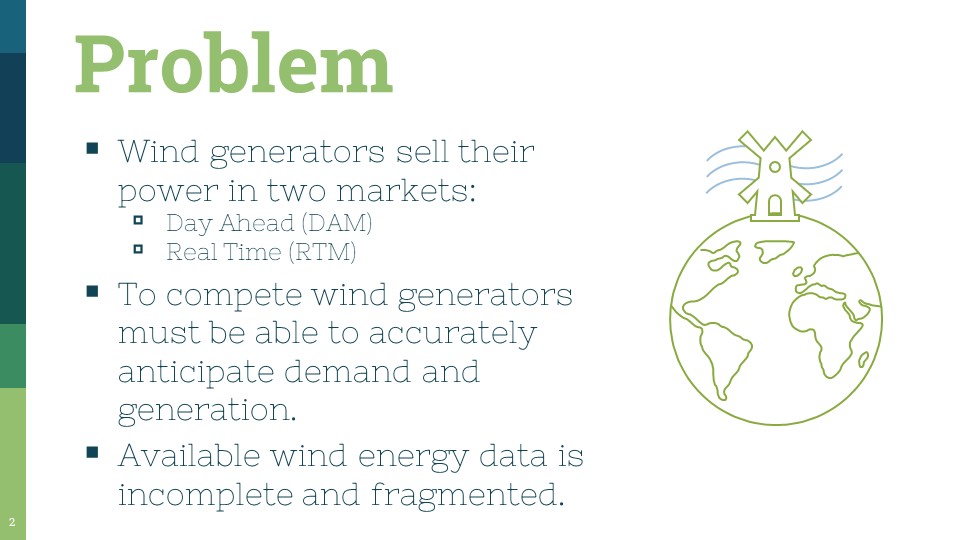 Problem
Wind generators sell their
power in two markets:
Day Ahead (DAM)
Real Time (RTM)
To compete wind generators
must be able to accurately
anticipate demand and
generation.
Available wind energy data is
incomplete and fragmented.
2